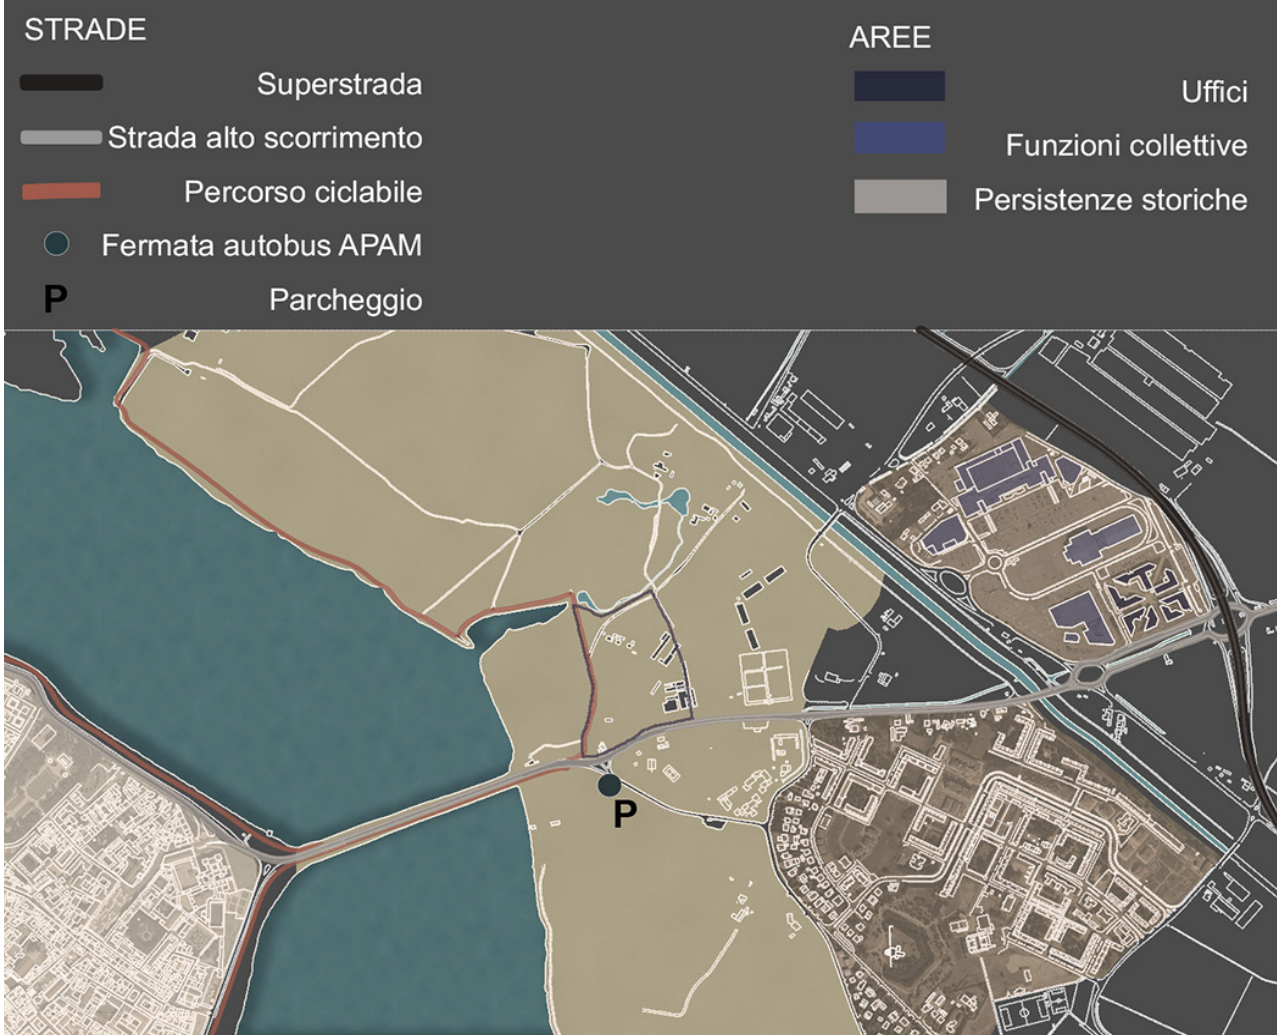 STRADE
Superstrada
Strada alto scorrimento
Percorso ciclabile
Fermata autobus APAM
P Parcheggio
AREE
Uffici
Funzioni collettive
Persistenze storiche
P